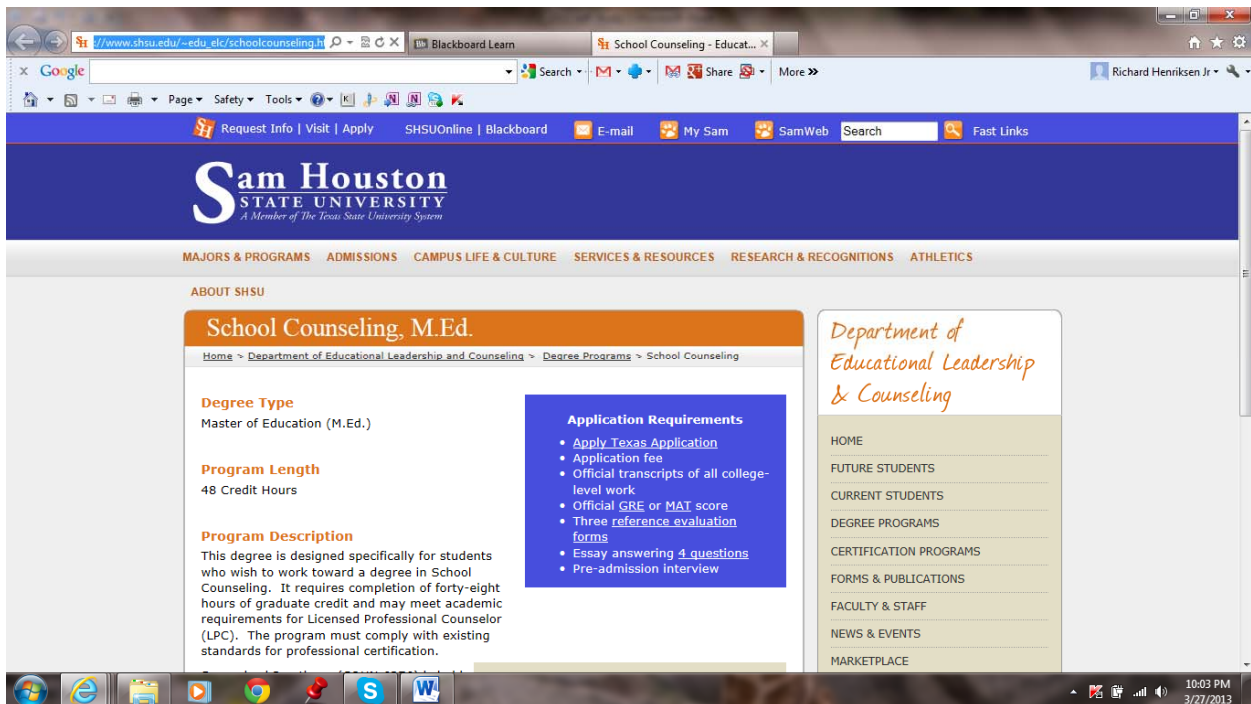 ://www.shsu.edu/~edu_elc/schoolcounseling.h
Blackboard Learn
School Counseling - Educat...
Google
Search
Share
More »
Richard Henriksen Jr
Page Safety Tools
Request Info | Visit | Apply SHSUOnline | Blackboard E-mail My Sam SamWeb Search Fast Links
Sam Houston
STATE UNIVERSITY
A Member of The Texas State University System
MAJORS & PROGRAMS ADMISSIONS CAMPUS LIFE & CULTURE SERVICES & RESOURCES RESEARCH & RECOGNITIONS ATHLETICS
ABOUT SHSU
School Counseling, M.Ed.
Home > Department of Educational Leadership and Counseling > Degree Programs > School Counseling
Degree Type
Master of Education (M.Ed.)
Program Length
48 Credit Hours
Program Description
This degree is designed specifically for students
who wish to work toward a degree in School
Counseling. It requires completion of forty-eight
hours of graduate credit and may meet academic
requirements for Licensed Professional Counselor
(LPC). The program must comply with existing
standards for professional certification.
Application Requirements
• Apply Texas Application
• Application fee
• Official transcripts of all college-
level work
• Official GRE or MAT score
• Three reference evaluation
forms
• Essay answering 4 questions
• Pre-admission interview
Department of
Educational Leadership
& Counseling
HOME
FUTURE STUDENTS
CURRENT STUDENTS
DEGREE PROGRAMS
CERTIFICATION PROGRAMS
FORMS & PUBLICATIONS
FACULTY & STAFF
NEWS & EVENTS
MARKETPLACE
10:03 PM
3/27/2013